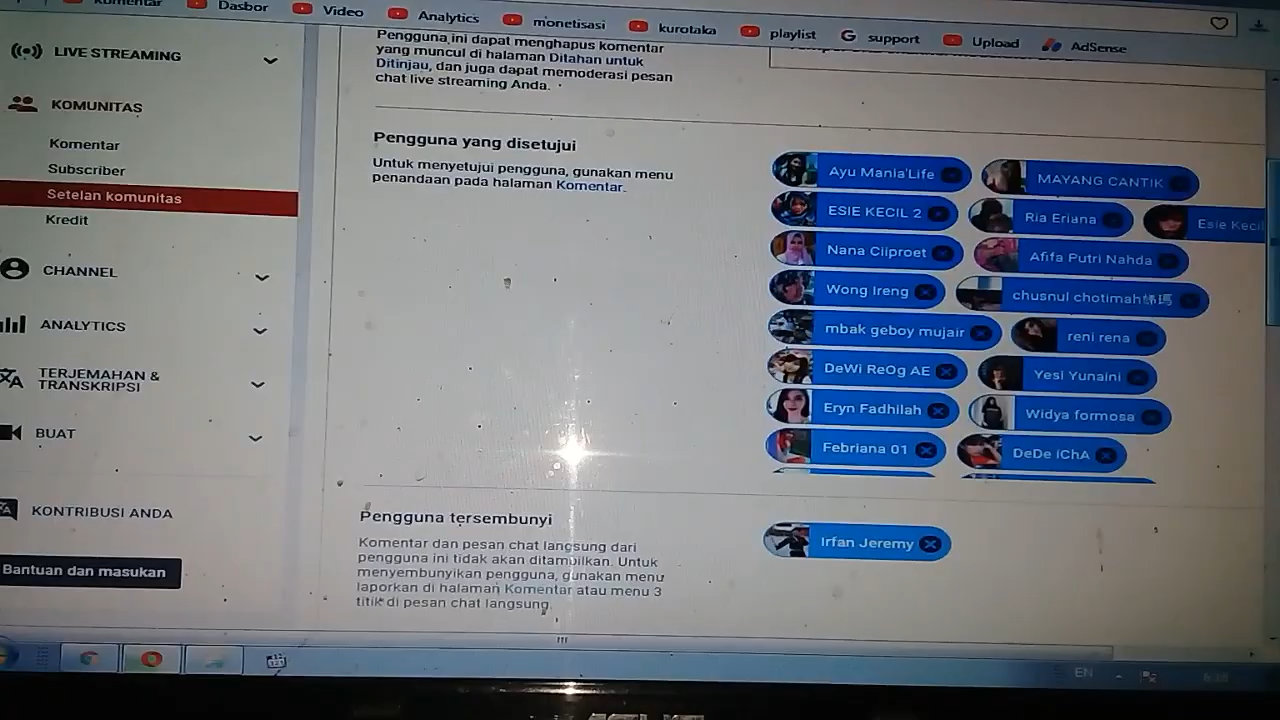 Komentar
Dasbor
Video
Analytics
monetisasi
kurotaka
playlist
support
Upload
AdSense
LIVE STREAMING
KOMUNITAS
Komentar
Subscriber
Setelan komunitas
Kredit
CHANNEL
ANALYTICS
TERJEMAHAN &
TRANSKRIPSI
BUAT
KONTRIBUSI ANDA
Bantuan dan masukan
Pengguna ini dapat menghapus komentar
yang muncul di halaman Ditahan untuk
Ditinjau, dan juga dapat memoderasi pesan
chat live streaming Anda.
Pengguna yang disetujui
Untuk menyetujui pengguna, gunakan menu
penandaan pada halaman Komentar.
Ayu Mania'Life
MAYANG CANTIK
ESIE KECIL 2
Ria Eriana
Esie Kecil
Nana Ciiproet
Afifa Putri Nahda
Wong Ireng
chusnul chotimah
mbak geboy mujair
reni rena
DeWi ReOg AE
Yesi Yunaini
Eryn Fadhilah
Widya formosa
Febriana 01
DeDe iChA
Pengguna tersembunyi
Komentar dan pesan chat langsung dari
pengguna ini tidak akan ditampilkan. Untuk
menyembunyikan pengguna, gunakan menu
laporkan di halaman Komentar atau menu 3
titik di pesan chat langsung.
Irfan Jeremy
EN